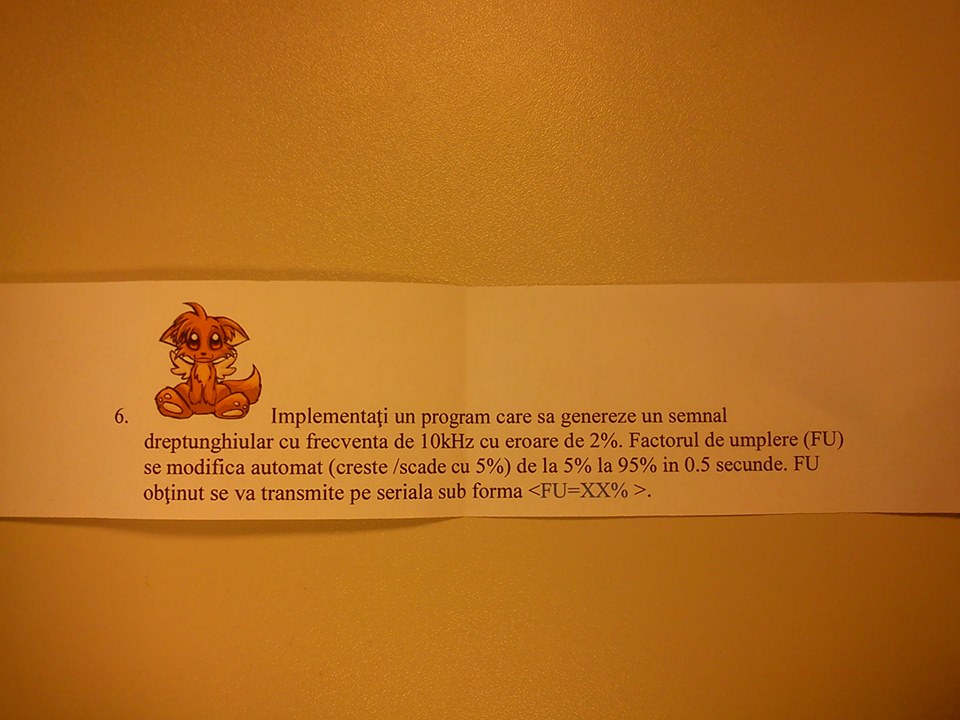 6. Implementaţi un program care sa genereze un semnal
dreptunghiular cu frecventa de 10kHz cu eroare de 2%. Factorul de umplere (FU)
se modifica automat (creste /scade cu 5%) de la 5% la 95% in 0.5 secunde. FU
obţinut se va transmite pe seriala sub forma <FU=XX% >.